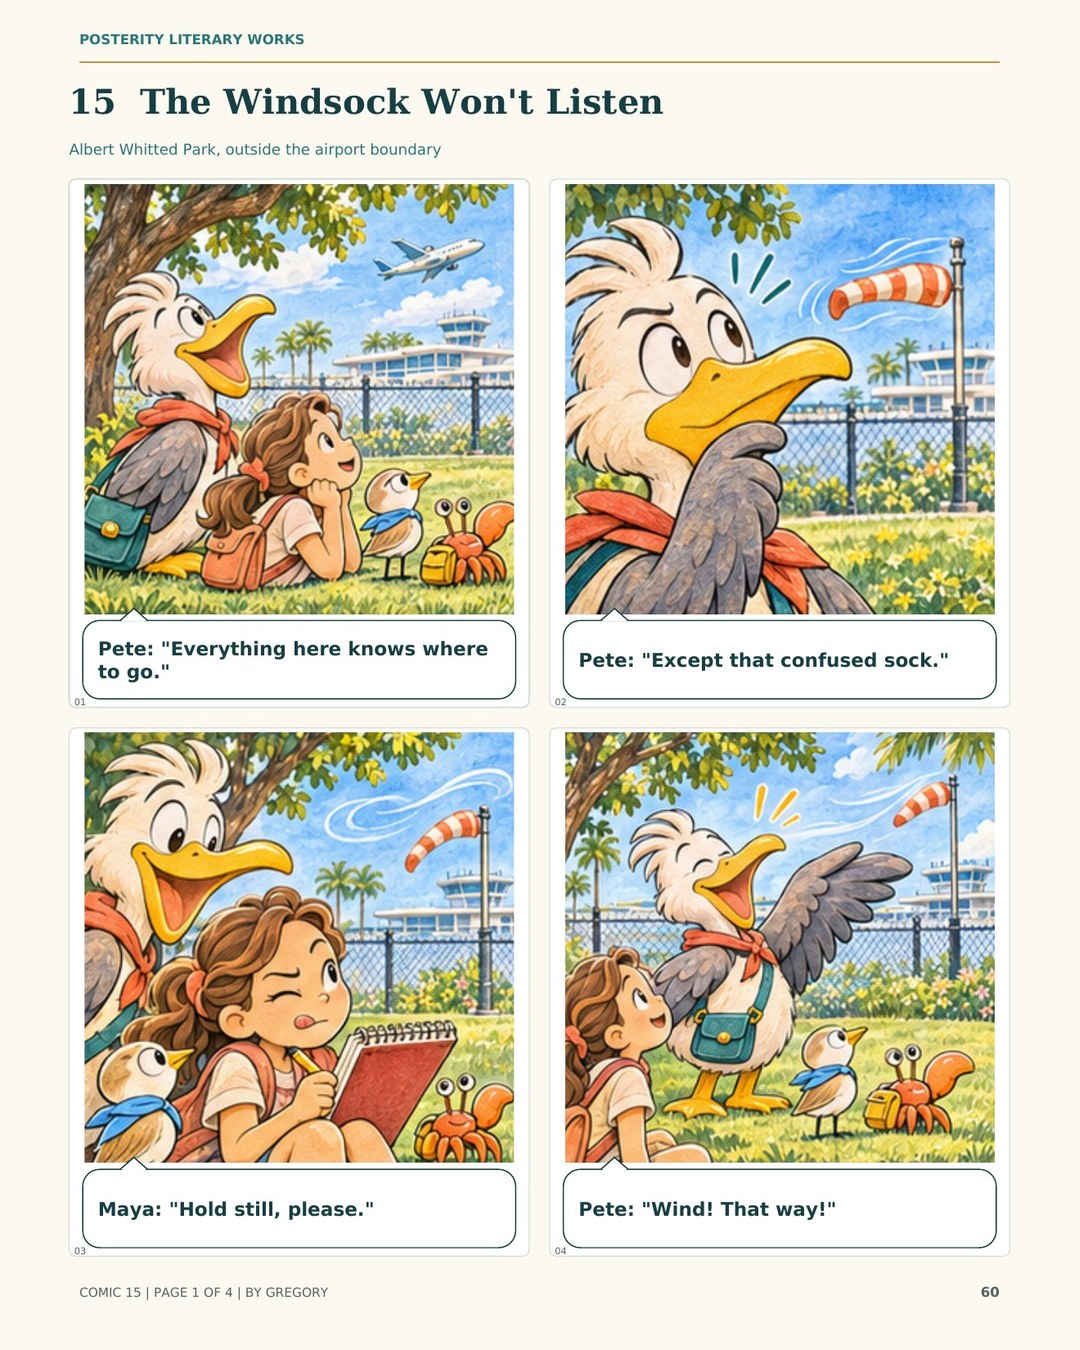 POSTERITY LITERARY WORKS
15 The Windsock Won't Listen
Albert Whitted Park, outside the airport boundary
Pete: "Everything here knows where
to go."
01
Pete: "Except that confused sock."
02
Maya: "Hold still, please."
03
Pete: "Wind! That way!"
04
COMIC 15 | PAGE 1 OF 4 | BY GREGORY
60